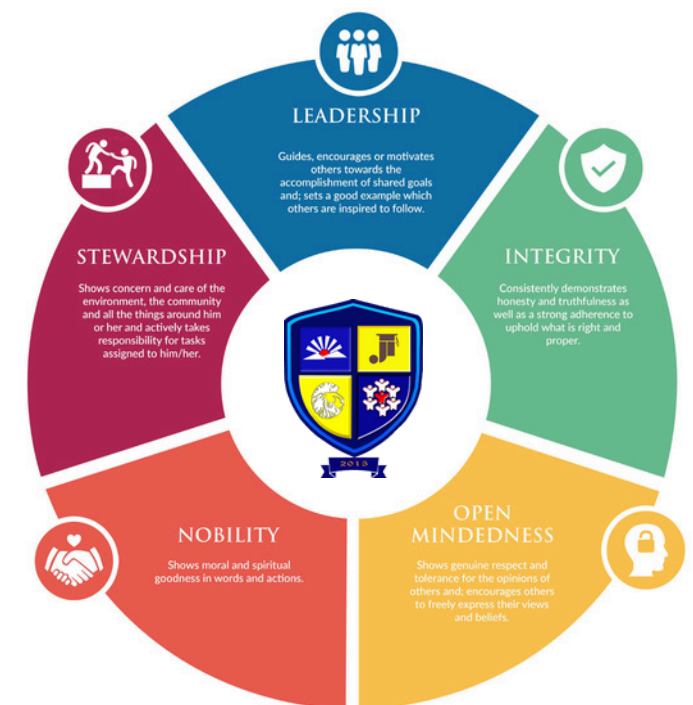 LEADERSHIP
Guides, encourages or motivates
others towards the
accomplishment of shared goals
and; sets a good example which
others are inspired to follow.
INTEGRITY
Consistently demonstrates
honesty and truthfulness as
well as a strong adherence to
uphold what is right and
proper.
OPEN
MINDEDNESS
Shows genuine respect and
tolerance for the opinions of
others and; encourages others
to freely express their views
and beliefs.
NOBILITY
Shows moral and spiritual
goodness in words and actions.
STEWARDSHIP
Shows concern and care of the
environment, the community
and all the things around him
or her and actively takes
responsibility for tasks
assigned to him/her.
2013